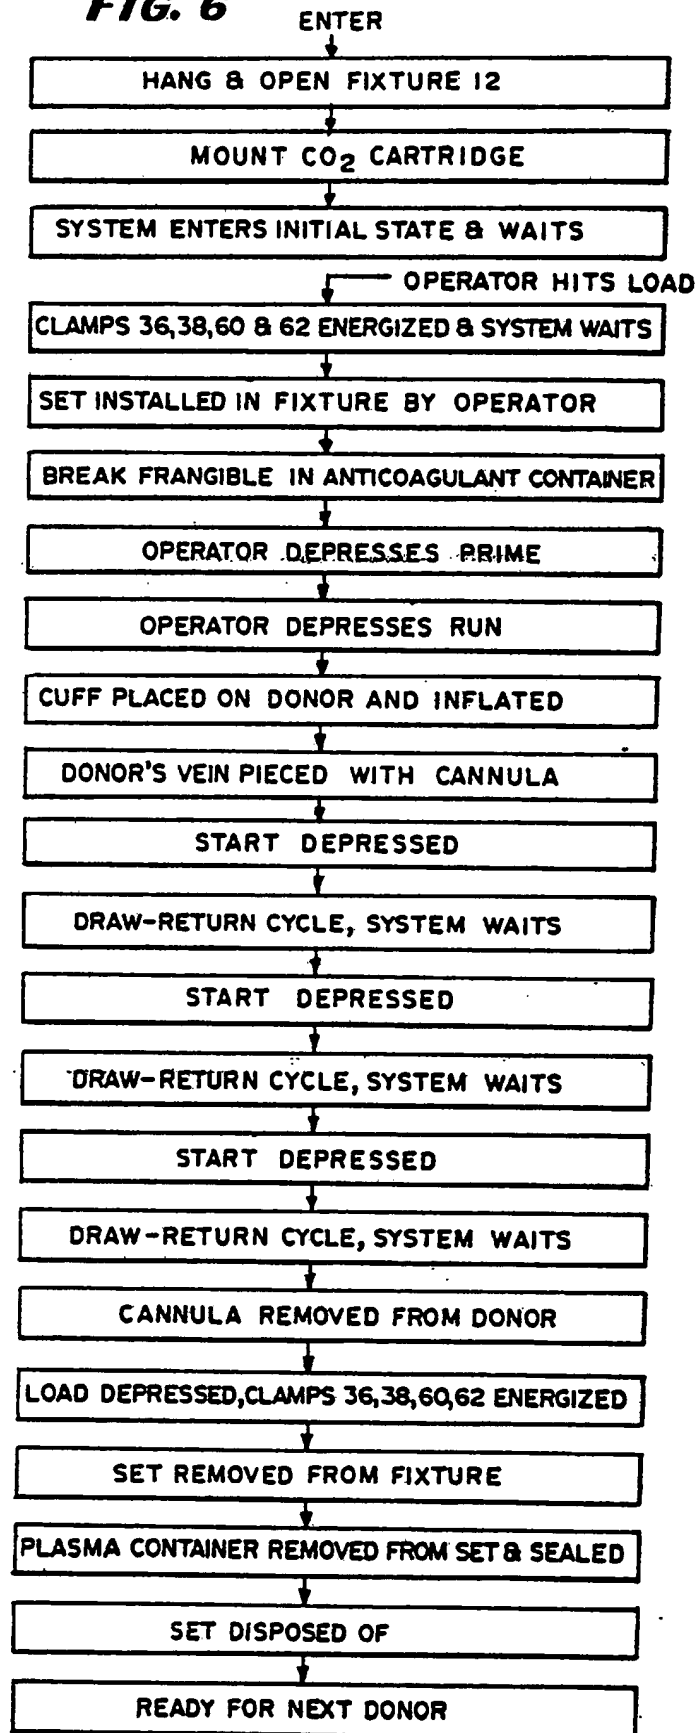 FIG. 6
ENTER
HANG & OPEN FIXTURE 12
MOUNT CO2 CARTRIDGE
SYSTEM ENTERS INITIAL STATE & WAITS
OPERATOR HITS LOAD
CLAMPS 36,38,60 & 62 ENERGIZED & SYSTEM WAITS
SET INSTALLED IN FIXTURE BY OPERATOR
BREAK FRANGIBLE IN ANTICOAGULANT CONTAINER
OPERATOR DEPRESSES PRIME
OPERATOR DEPRESSES RUN
CUFF PLACED ON DONOR AND INFLATED
DONOR'S VEIN PIECED WITH CANNULA
START DEPRESSED
DRAW-RETURN CYCLE, SYSTEM WAITS
START DEPRESSED
DRAW-RETURN CYCLE, SYSTEM WAITS
START DEPRESSED
DRAW-RETURN CYCLE, SYSTEM WAITS
CANNULA REMOVED FROM DONOR
LOAD DEPRESSED,CLAMPS 36,38,60,62 ENERGIZED
SET REMOVED FROM FIXTURE
PLASMA CONTAINER REMOVED FROM SET & SEALED
SET DISPOSED OF
READY FOR NEXT DONOR